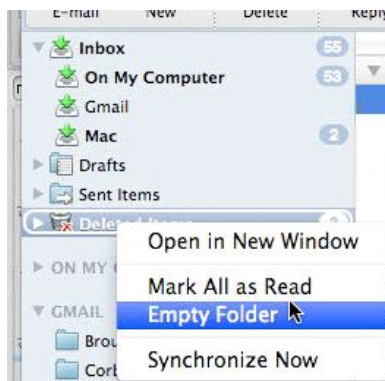 E-mail New Delete Reply
Inbox 55
On My Computer 53
Gmail
Mac 2
Drafts
Sent Items
Deleted Items
Open in New Window
ON MY
Mark All as Read
GMAIL
Empty Folder
Brou
Synchronize Now
Cort